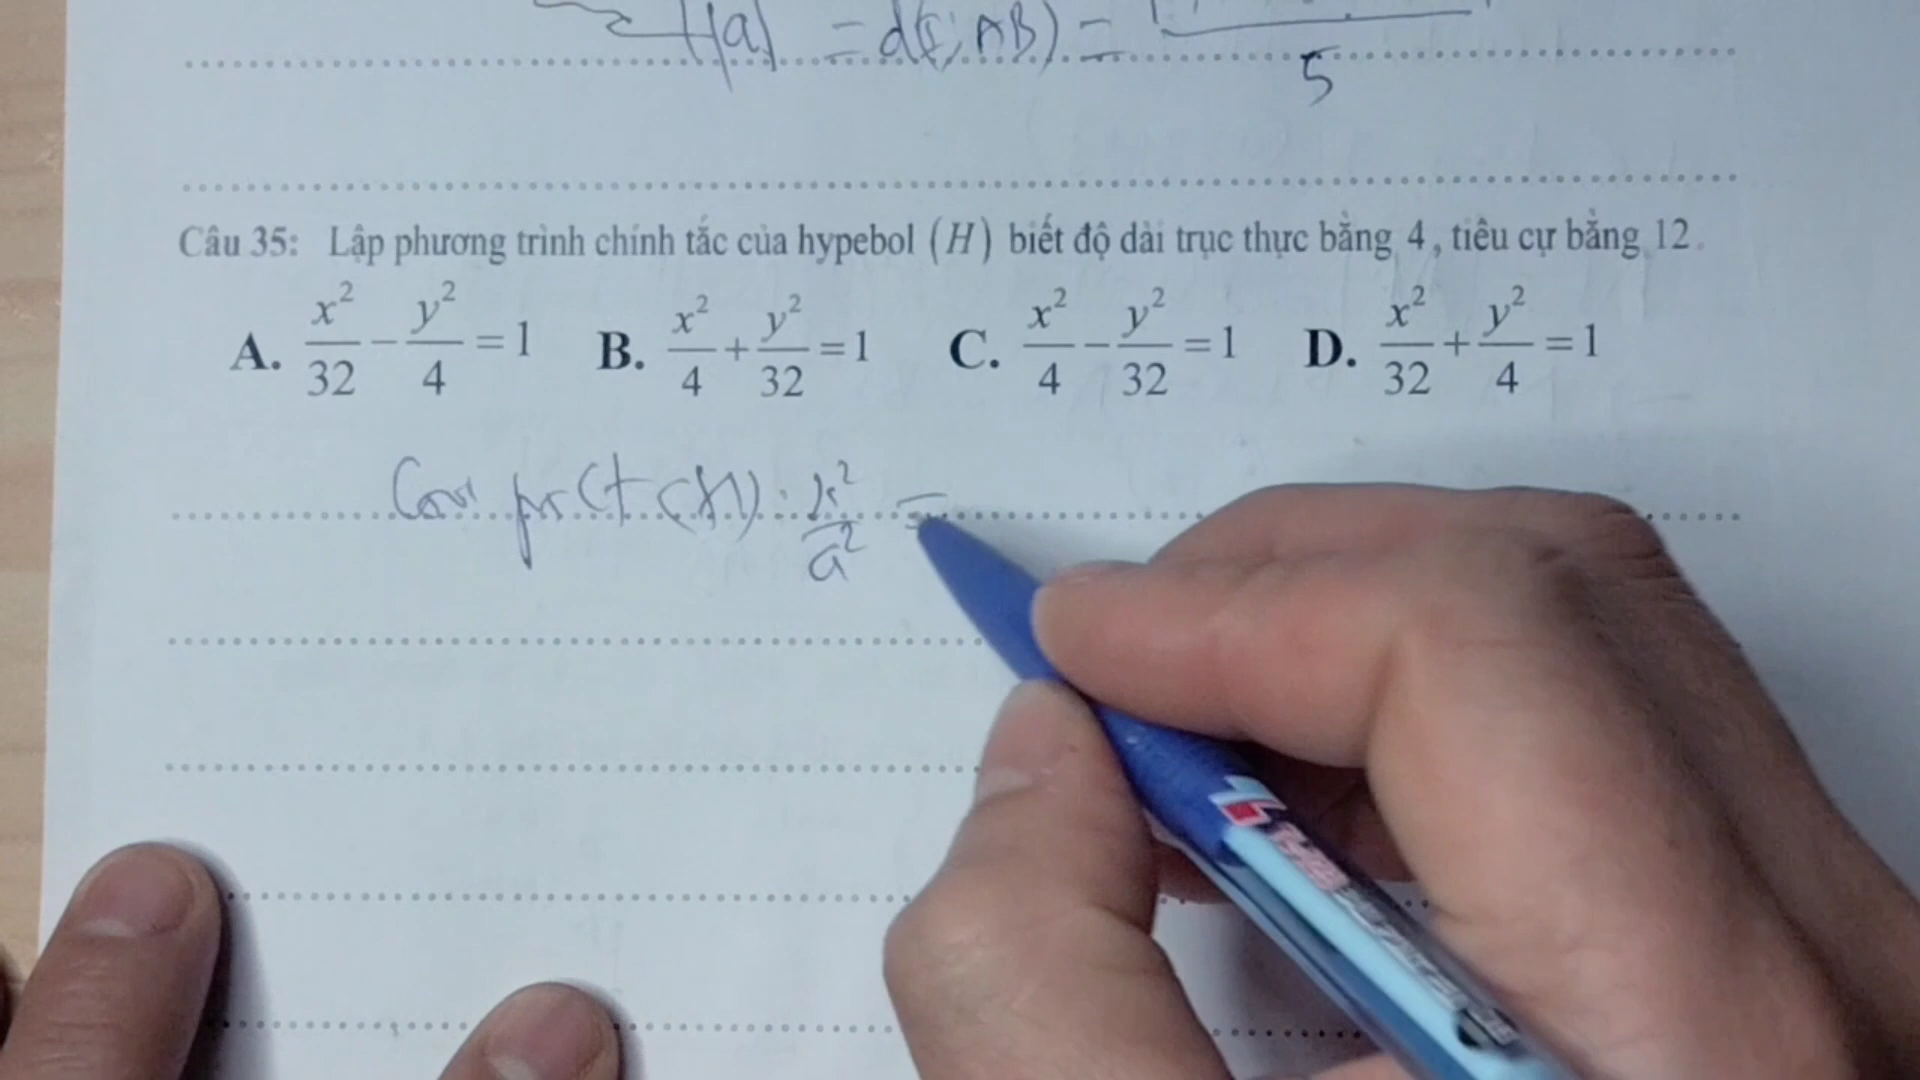 = d(I; AB) =
5
Câu 35: Lập phương trình chính tắc của hypebol (H) biết độ dài trục thực bằng 4, tiêu cự bằng 12.
A. x²/32 - y²/4 = 1 B. x²/4 + y²/32 = 1 C. x²/4 - y²/32 = 1 D. x²/32 + y²/4 = 1
(H): x²/a² =